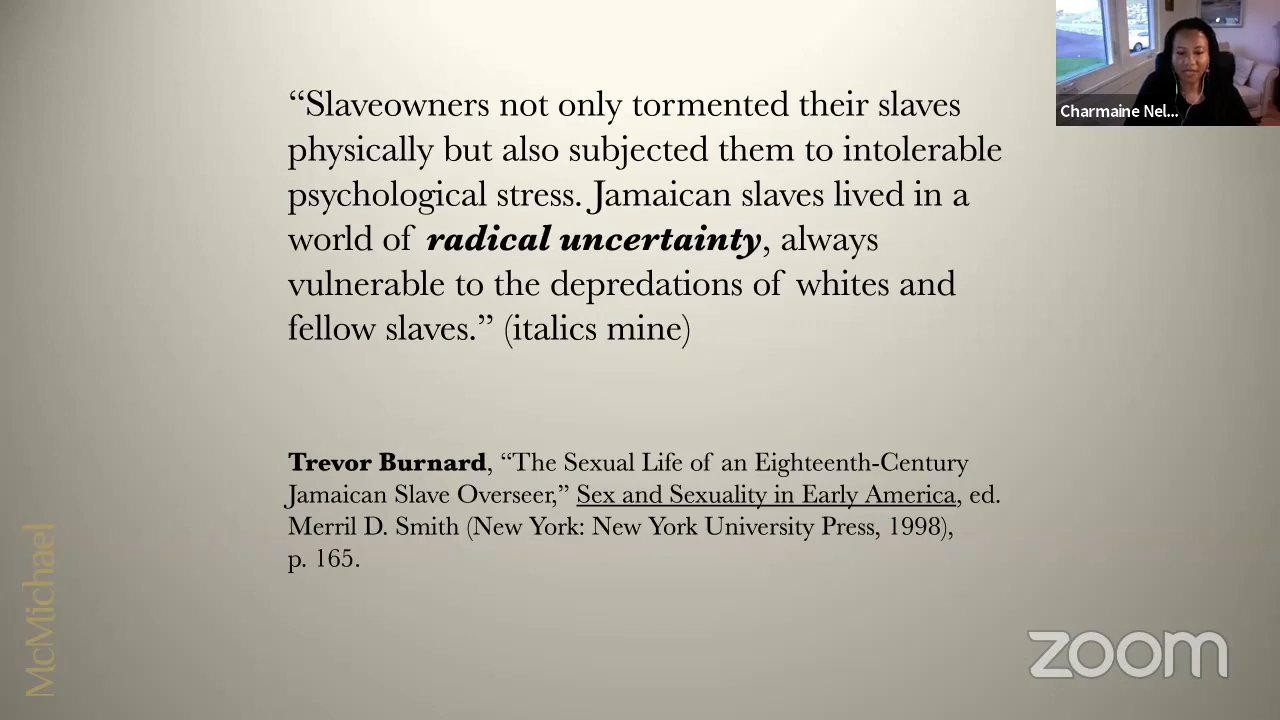 “Slaveowners not only tormented their slaves
physically but also subjected them to intolerable
psychological stress. Jamaican slaves lived in a
world of radical uncertainty, always
vulnerable to the depredations of whites and
fellow slaves.” (italics mine)
Trevor Burnard, “The Sexual Life of an Eighteenth-Century
Jamaican Slave Overseer,” Sex and Sexuality in Early America, ed.
Merril D. Smith (New York: New York University Press, 1998),
p. 165.
Charmaine Nel...
McMichael
zoom